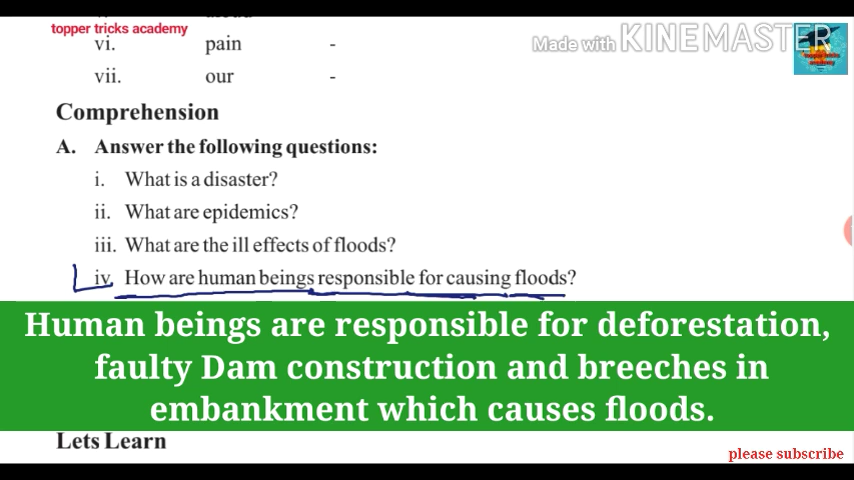 topper tricks academy
vi. pain -
Made with KINEMASTER
vii. our -
Comprehension
A. Answer the following questions:
i. What is a disaster?
ii. What are epidemics?
iii. What are the ill effects of floods?
iv. How are human beings responsible for causing floods?
Human beings are responsible for deforestation,
faulty Dam construction and breeches in
embankment which causes floods.
Lets Learn
please subscribe